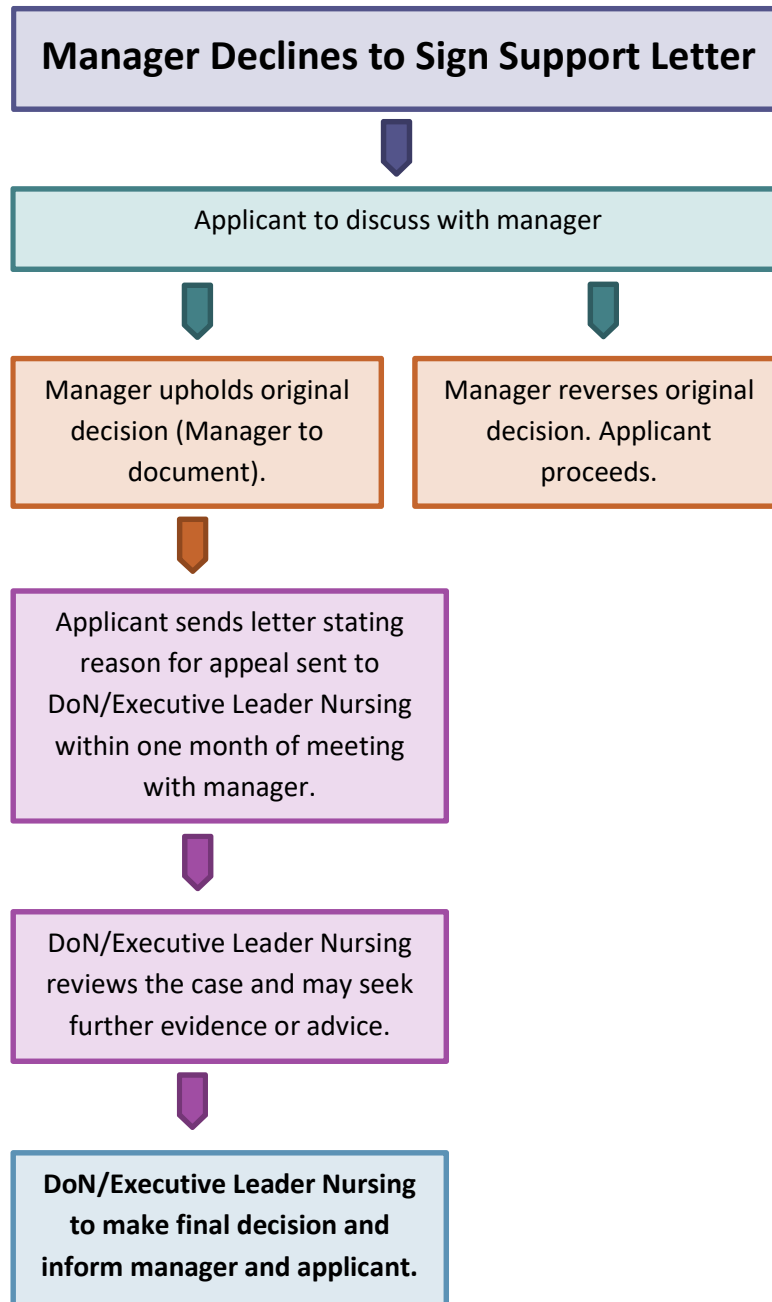 Manager Declines to Sign Support Letter
Applicant to discuss with manager
Manager upholds original
decision (Manager to
document).
Manager reverses original
decision. Applicant
proceeds.
Applicant sends letter stating
reason for appeal sent to
DoN/Executive Leader Nursing
within one month of meeting
with manager.
DoN/Executive Leader Nursing
reviews the case and may seek
further evidence or advice.
DoN/Executive Leader Nursing
to make final decision and
inform manager and applicant.